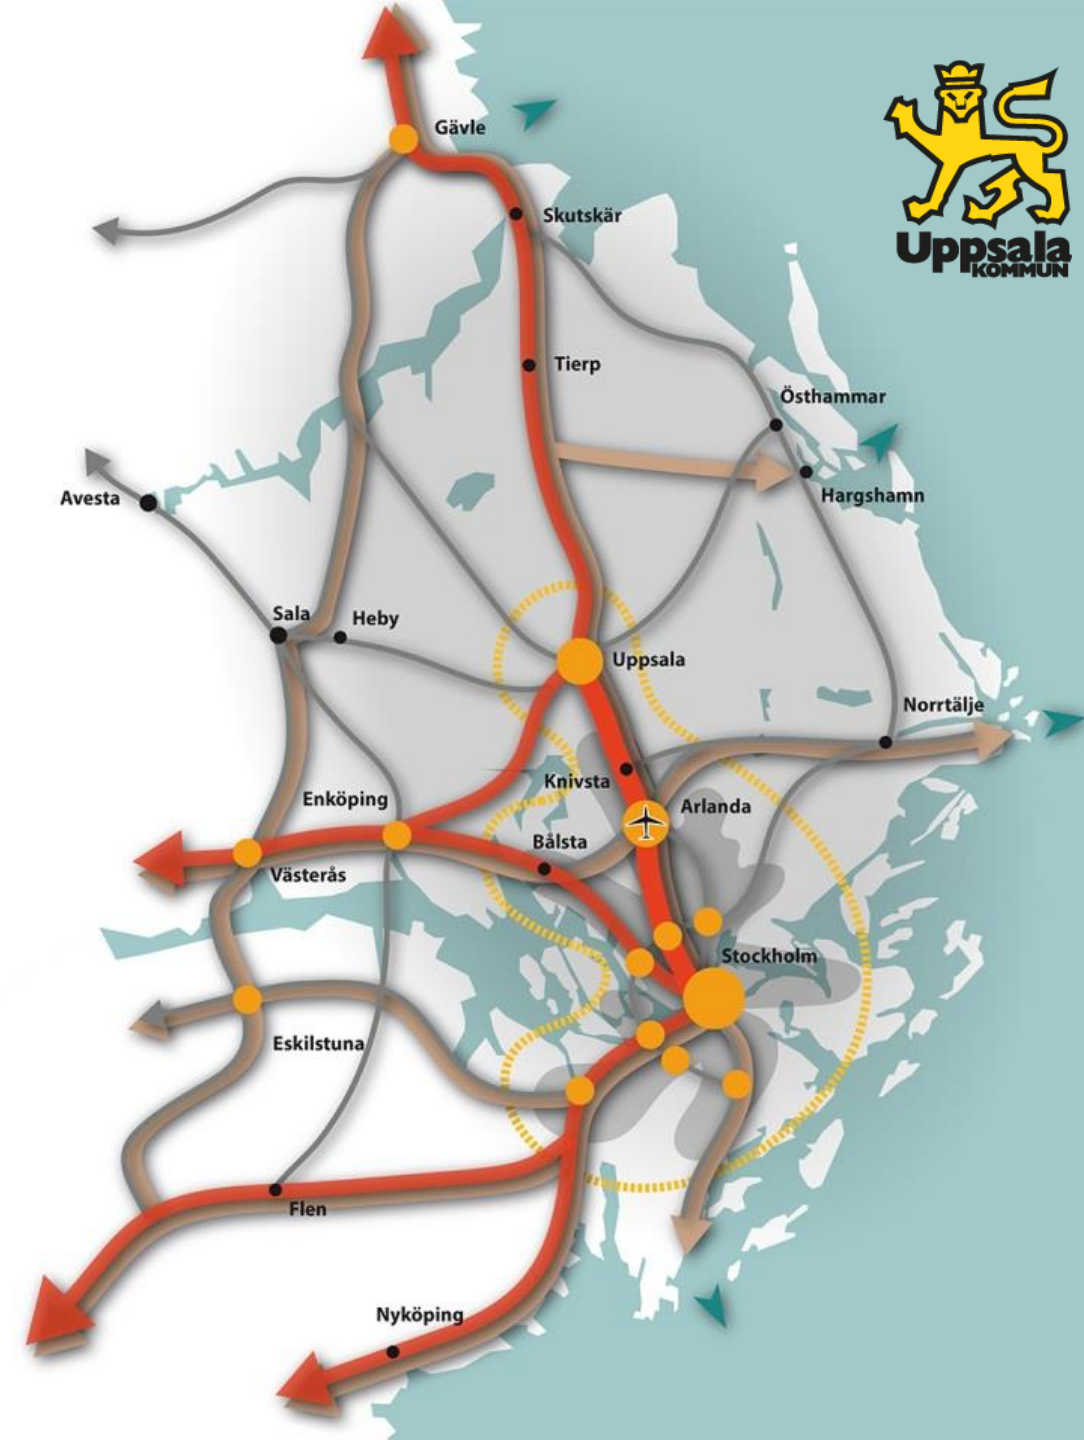 Gävle
Uppsala
KOMMUN
Skutskär
Tierp
Östhammar
Hargshamn
Avesta
Sala
Heby
Uppsala
Norrtälje
Knivsta
Enköping
Arlanda
Bålsta
Västerås
Stockholm
Eskilstuna
Flen
Nyköping